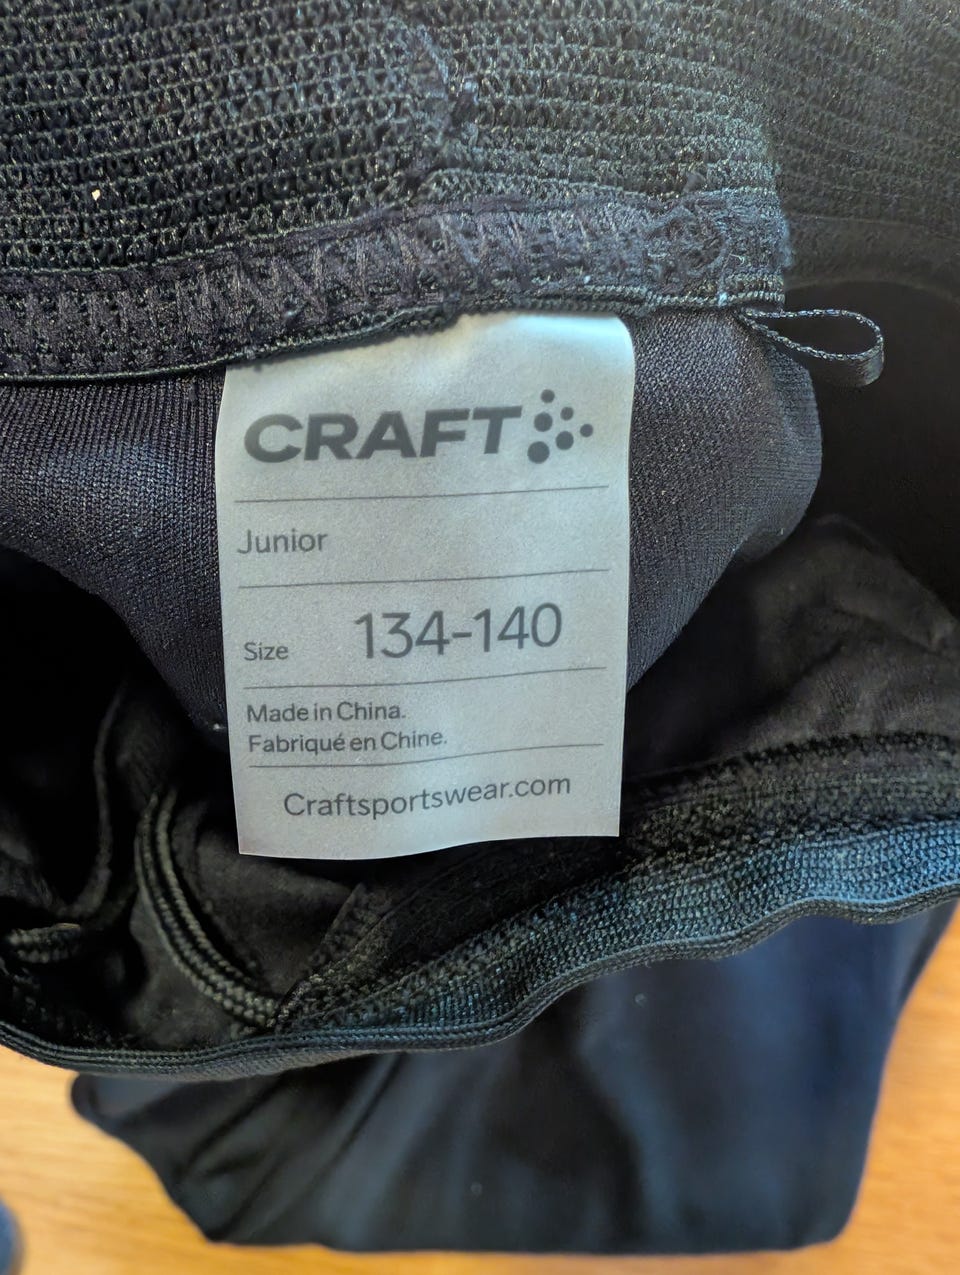 CRAFT
Junior
Size 134-140
Made in China.
Fabriqué en Chine.
Craftsportswear.com